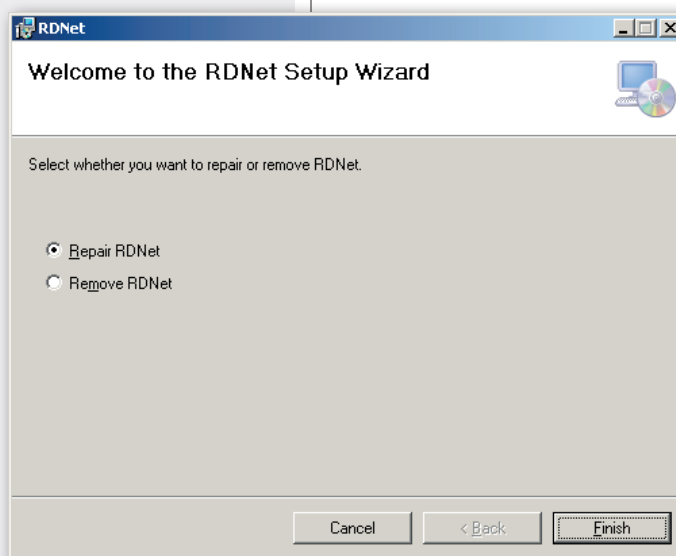 RDNet
Welcome to the RDNet Setup Wizard
Select whether you want to repair or remove RDNet.
Repair RDNet
Remove RDNet
Cancel
< Back
Finish